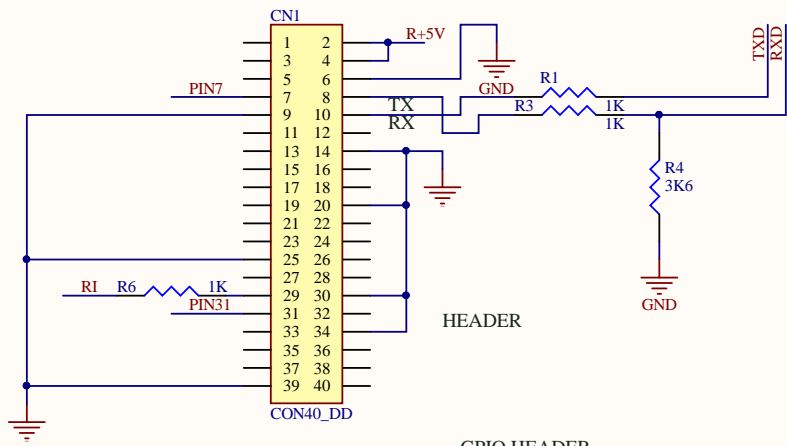 CN1
1 2 R+5V
3 4
5 6
PIN7 7 8 GND R1
9 10 TX R3 1K
11 12 RX 1K
13 14
15 16 R4
17 18 3K6
19 20
21 22
23 24
25 26
27 28
RI R6 1K 29 30 GND
PIN31 31 32 HEADER
33 34
35 36
37 38
39 40
CON40_DD
TXD
RXD